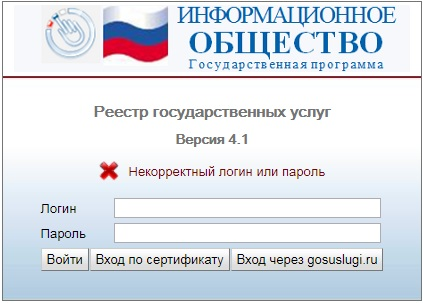 ИНФОРМАЦИОННОЕ
ОБЩЕСТВО
Государственная программа
Реестр государственных услуг
Версия 4.1
Некорректный логин или пароль
Логин
Пароль
Войти Вход по сертификату Вход через gosuslugi.ru